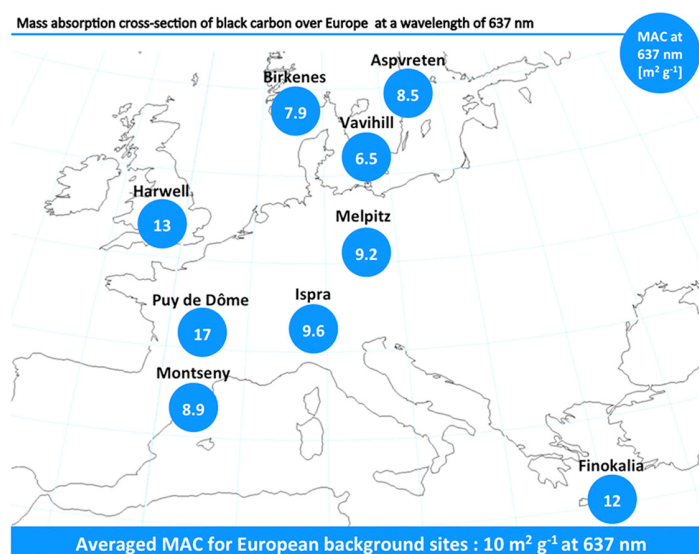 Mass absorption cross-section of black carbon over Europe at a wavelength of 637 nm
MAC at
637 nm
[m² g⁻¹]
Aspvreten
8.5
Birkenes
7.9
Vavihill
6.5
Harwell
13
Melpitz
9.2
Puy de Dôme
17
Ispra
9.6
Montseny
8.9
Finokalia
12
Averaged MAC for European background sites : 10 m² g⁻¹ at 637 nm